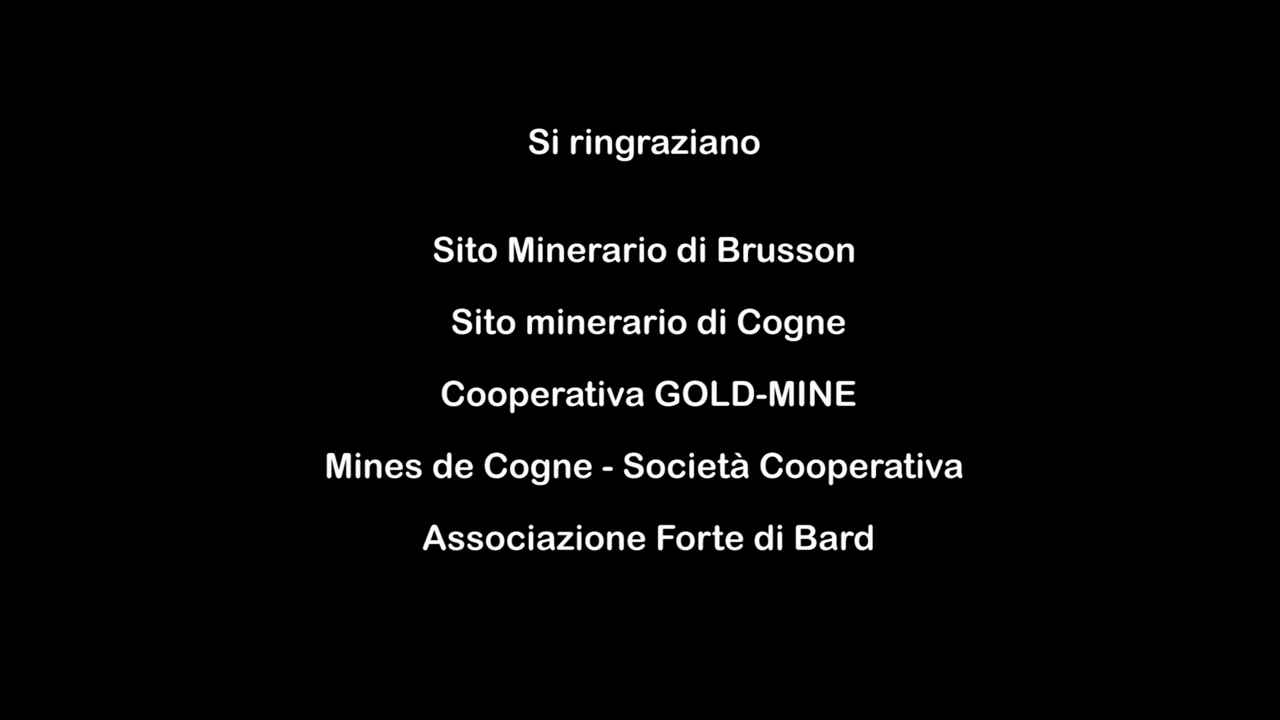 Si ringraziano
Sito Minerario di Brusson
Sito minerario di Cogne
Cooperativa GOLD-MINE
Mines de Cogne - Società Cooperativa
Associazione Forte di Bard